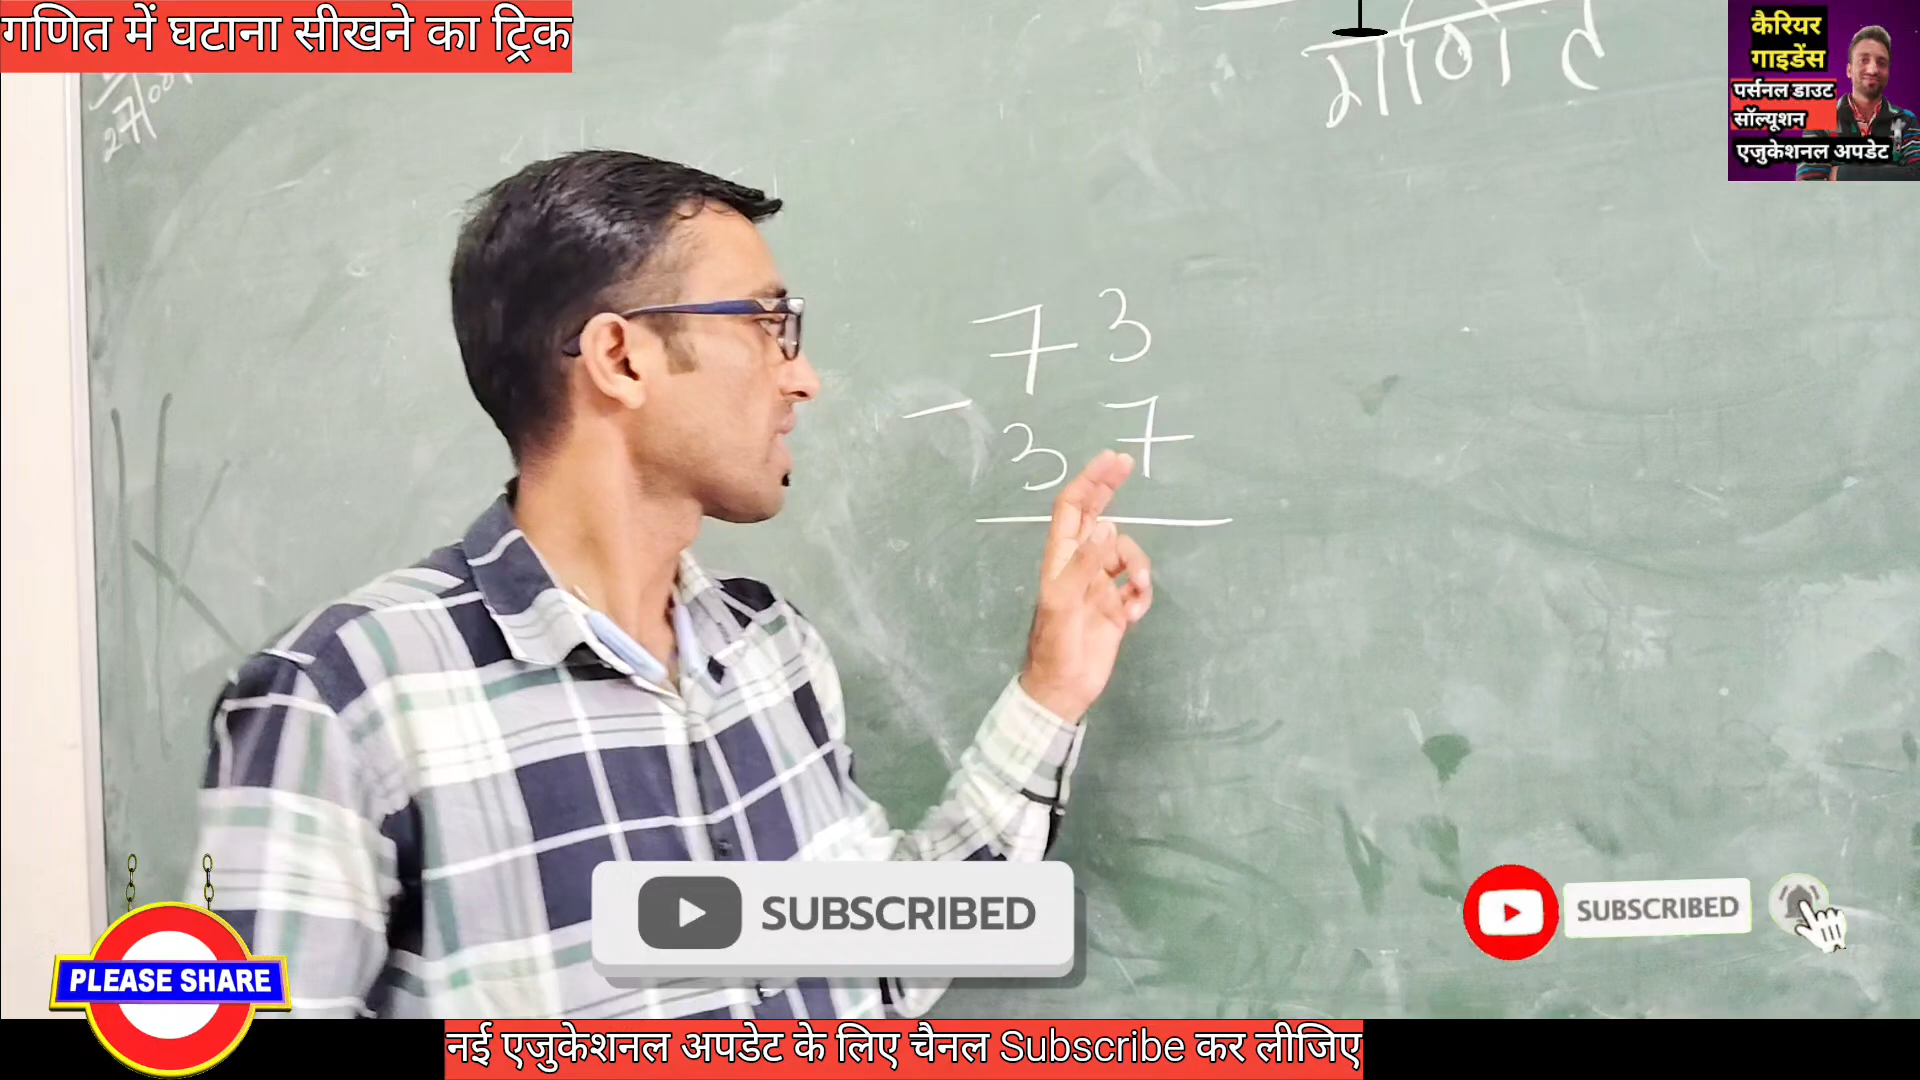 गणित में घटाना सीखने का ट्रिक
गणित
कैरियर
गाइडेंस
पर्सनल डाउट
सॉल्यूशन
एजुकेशनल अपडेट
73
- 37
SUBSCRIBED
SUBSCRIBED
PLEASE SHARE
नई एजुकेशनल अपडेट के लिए चैनल Subscribe कर लीजिए